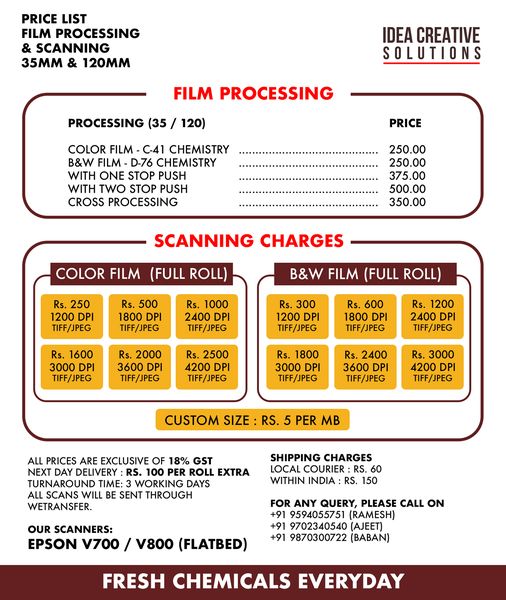 PRICE LIST
FILM PROCESSING
& SCANNING
35MM & 120MM
IDEA CREATIVE
SOLUTIONS
FILM PROCESSING
PROCESSING (35 / 120) PRICE
COLOR FILM - C-41 CHEMISTRY ........................................ 250.00
B&W FILM - D-76 CHEMISTRY ........................................ 250.00
WITH ONE STOP PUSH ........................................ 375.00
WITH TWO STOP PUSH ........................................ 500.00
CROSS PROCESSING ........................................ 350.00
SCANNING CHARGES
COLOR FILM (FULL ROLL)
Rs. 250 Rs. 500 Rs. 1000
1200 DPI 1800 DPI 2400 DPI
TIFF/JPEG TIFF/JPEG TIFF/JPEG
Rs. 1600 Rs. 2000 Rs. 2500
3000 DPI 3600 DPI 4200 DPI
TIFF/JPEG TIFF/JPEG TIFF/JPEG
B&W FILM (FULL ROLL)
Rs. 300 Rs. 600 Rs. 1200
1200 DPI 1800 DPI 2400 DPI
TIFF/JPEG TIFF/JPEG TIFF/JPEG
Rs. 1800 Rs. 2400 Rs. 3000
3000 DPI 3600 DPI 4200 DPI
TIFF/JPEG TIFF/JPEG TIFF/JPEG
CUSTOM SIZE : RS. 5 PER MB
ALL PRICES ARE EXCLUSIVE OF 18% GST
NEXT DAY DELIVERY : RS. 100 PER ROLL EXTRA
TURNAROUND TIME: 3 WORKING DAYS
ALL SCANS WILL BE SENT THROUGH
WETRANSFER.
OUR SCANNERS:
EPSON V700 / V800 (FLATBED)
SHIPPING CHARGES
LOCAL COURIER : RS. 60
WITHIN INDIA : RS. 150
FOR ANY QUERY, PLEASE CALL ON
+91 9594055751 (RAMESH)
+91 9702340540 (AJEET)
+91 9870300722 (BABAN)
FRESH CHEMICALS EVERYDAY